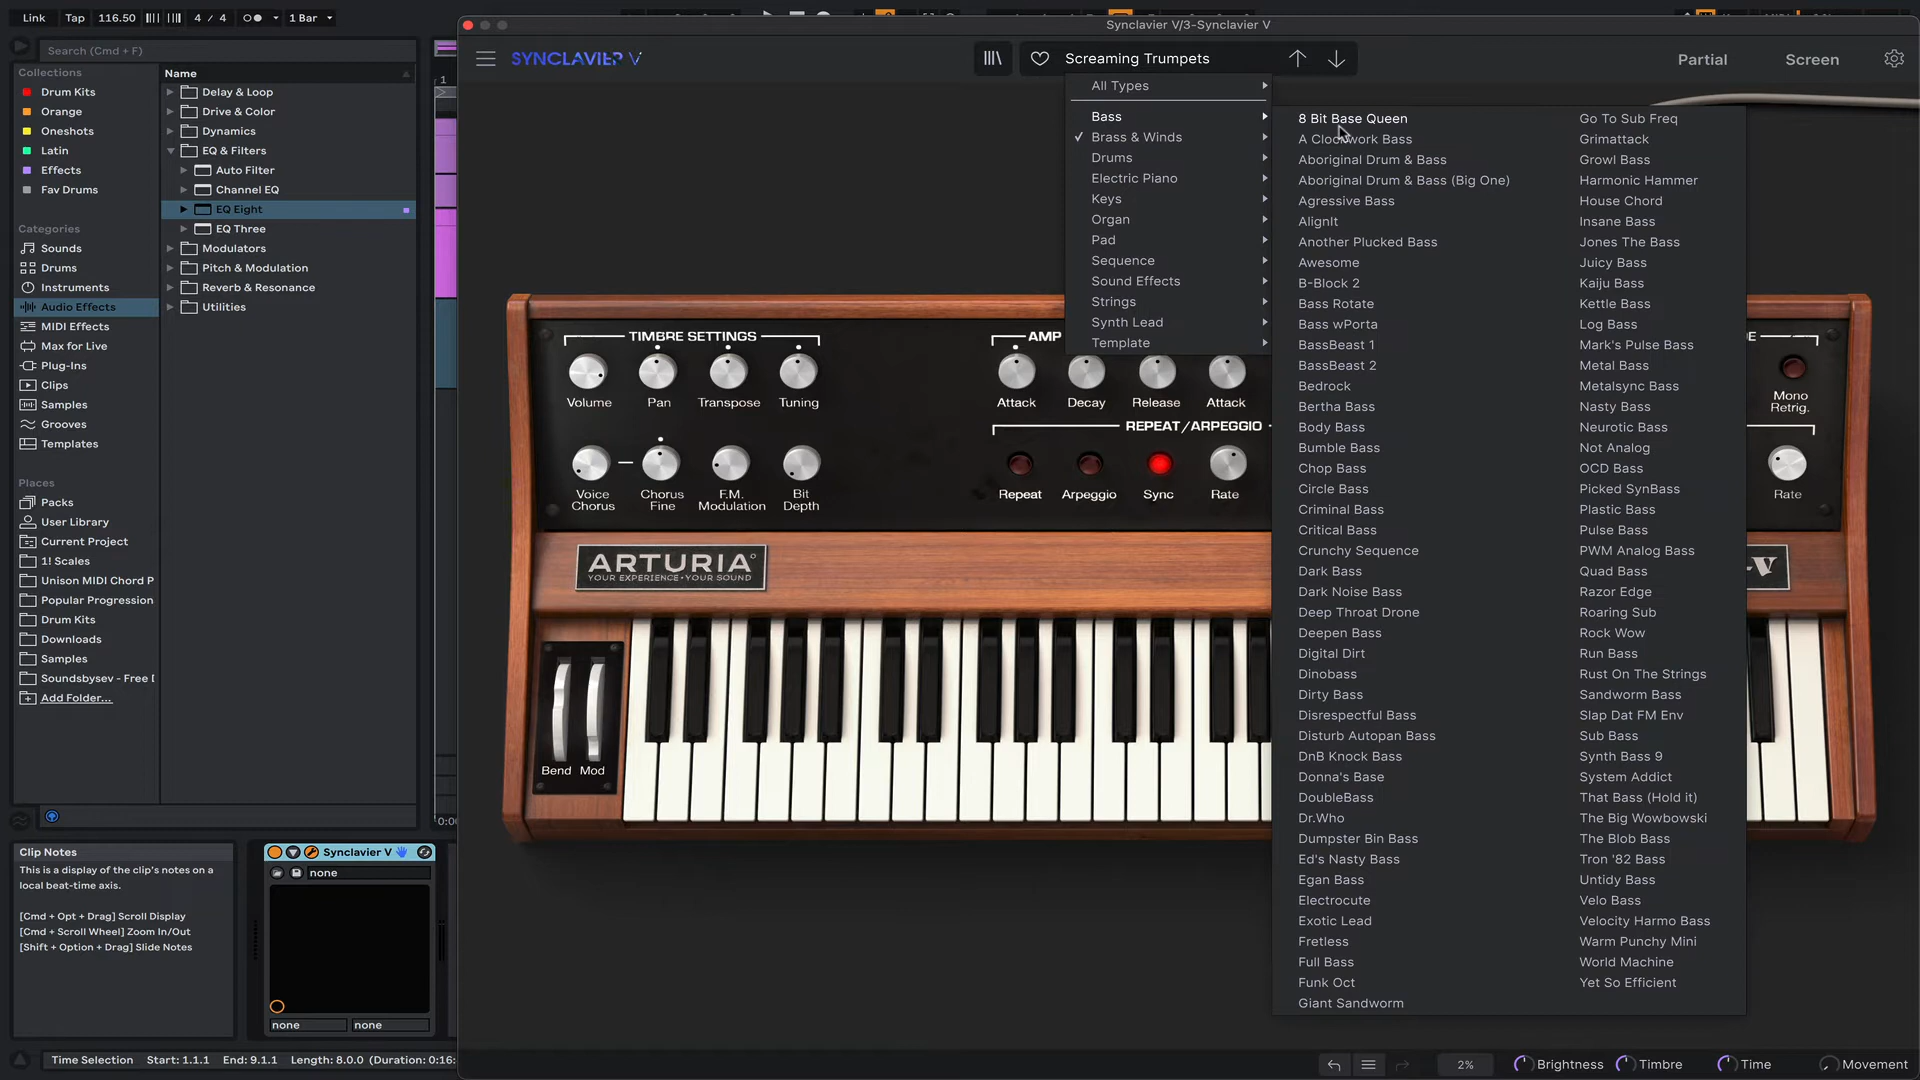 Link Tap 116.50 4 / 4 1 Bar
Synclavier V/3-Synclavier V
Search (Cmd + F)
SYNCLAVIER V
Screaming Trumpets
Partial
Screen
Collections
Drum Kits
Orange
Oneshots
Latin
Effects
Fav Drums
Categories
Sounds
Drums
Instruments
Audio Effects
MIDI Effects
Max for Live
Plug-Ins
Clips
Samples
Grooves
Templates
Places
Packs
User Library
Current Project
1! Scales
Unison MIDI Chord P
Popular Progression
Drum Kits
Downloads
Samples
Soundsbysev - Free D
Add Folder...
Name
Delay & Loop
Drive & Color
Dynamics
EQ & Filters
Auto Filter
Channel EQ
EQ Eight
EQ Three
Modulators
Pitch & Modulation
Reverb & Resonance
Utilities
1
All Types
Bass
Brass & Winds
Drums
Electric Piano
Keys
Organ
Pad
Sequence
Sound Effects
Strings
Synth Lead
Template
8 Bit Base Queen
A Clockwork Bass
Aboriginal Drum & Bass
Aboriginal Drum & Bass (Big One)
Agressive Bass
AlignIt
Another Plucked Bass
Awesome
B-Block 2
Bass Rotate
Bass wPorta
BassBeast 1
BassBeast 2
Bedrock
Bertha Bass
Body Bass
Bumble Bass
Chop Bass
Circle Bass
Criminal Bass
Critical Bass
Crunchy Sequence
Dark Bass
Dark Noise Bass
Deep Throat Drone
Deepen Bass
Digital Dirt
Dinobass
Dirty Bass
Disrespectful Bass
Disturb Autopan Bass
DnB Knock Bass
Donna's Base
DoubleBass
Dr.Who
Dumpster Bin Bass
Ed's Nasty Bass
Egan Bass
Electrocute
Exotic Lead
Fretless
Full Bass
Funk Oct
Giant Sandworm
Go To Sub Freq
Grimattack
Growl Bass
Harmonic Hammer
House Chord
Insane Bass
Jones The Bass
Juicy Bass
Kaiju Bass
Kettle Bass
Log Bass
Mark's Pulse Bass
Metal Bass
Metalsync Bass
Nasty Bass
Neurotic Bass
Not Analog
OCD Bass
Picked SynBass
Plastic Bass
Pulse Bass
PWM Analog Bass
Quad Bass
Razor Edge
Roaring Sub
Rock Wow
Run Bass
Rust On The Strings
Sandworm Bass
Slap Dat FM Env
Sub Bass
Synth Bass 9
System Addict
That Bass (Hold it)
The Big Wowbowski
The Blob Bass
Tron '82 Bass
Untidy Bass
Velo Bass
Velocity Harmo Bass
Warm Punchy Mini
World Machine
Yet So Efficient
TIMBRE SETTINGS
AMP
Volume Pan Transpose Tuning
Attack Decay Release Attack
Mono
Retrig.
REPEAT/ARPEGGIO
Voice
Chorus
Chorus
Fine
F.M.
Modulation
Bit
Depth
Repeat Arpeggio Sync Rate
Rate
ARTURIA
YOUR EXPERIENCE • YOUR SOUND
Bend Mod
0:00
Clip Notes
This is a display of the clip's notes on a
local beat-time axis.
[Cmd + Opt + Drag] Scroll Display
[Cmd + Scroll Wheel] Zoom In/Out
[Shift + Option + Drag] Slide Notes
Synclavier V
none
none none
Time Selection Start: 1.1.1 End: 9.1.1 Length: 8.0.0 (Duration: 0:16:
2% Brightness Timbre Time Movement